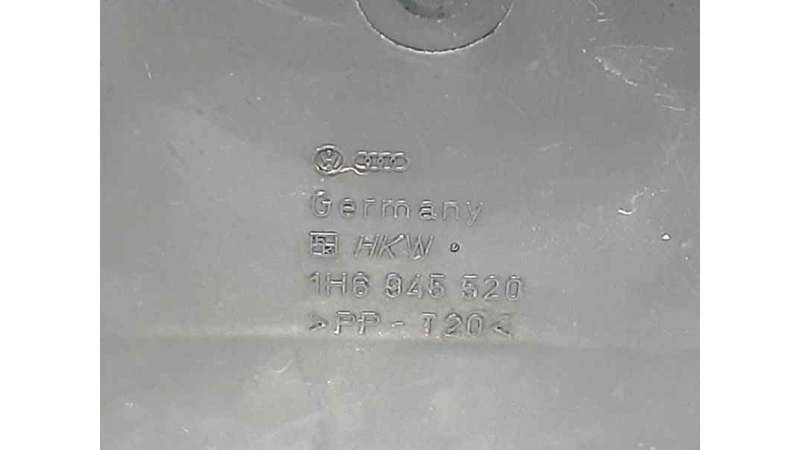 Germany
HKW
1H6 945 520
>PP-T20<